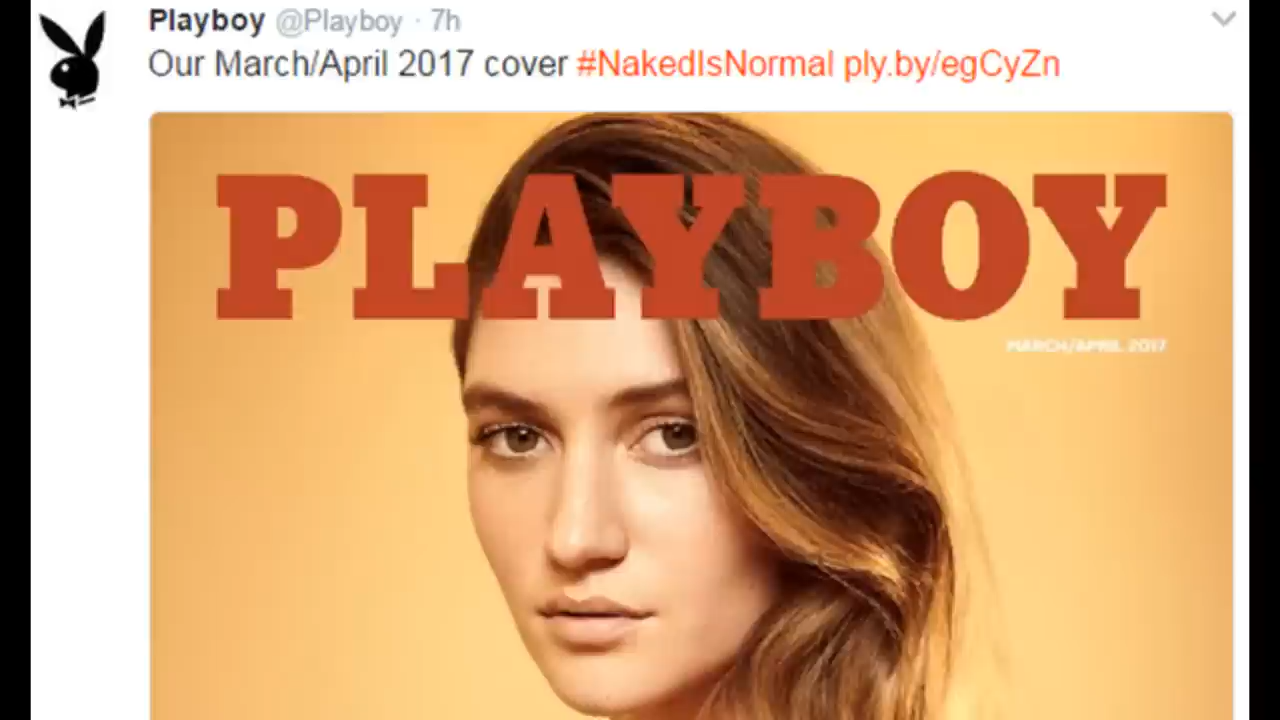 Playboy @Playboy · 7h
Our March/April 2017 cover #NakedIsNormal ply.by/egCyZn
PLAYBOY
MARCH/APRIL 2017